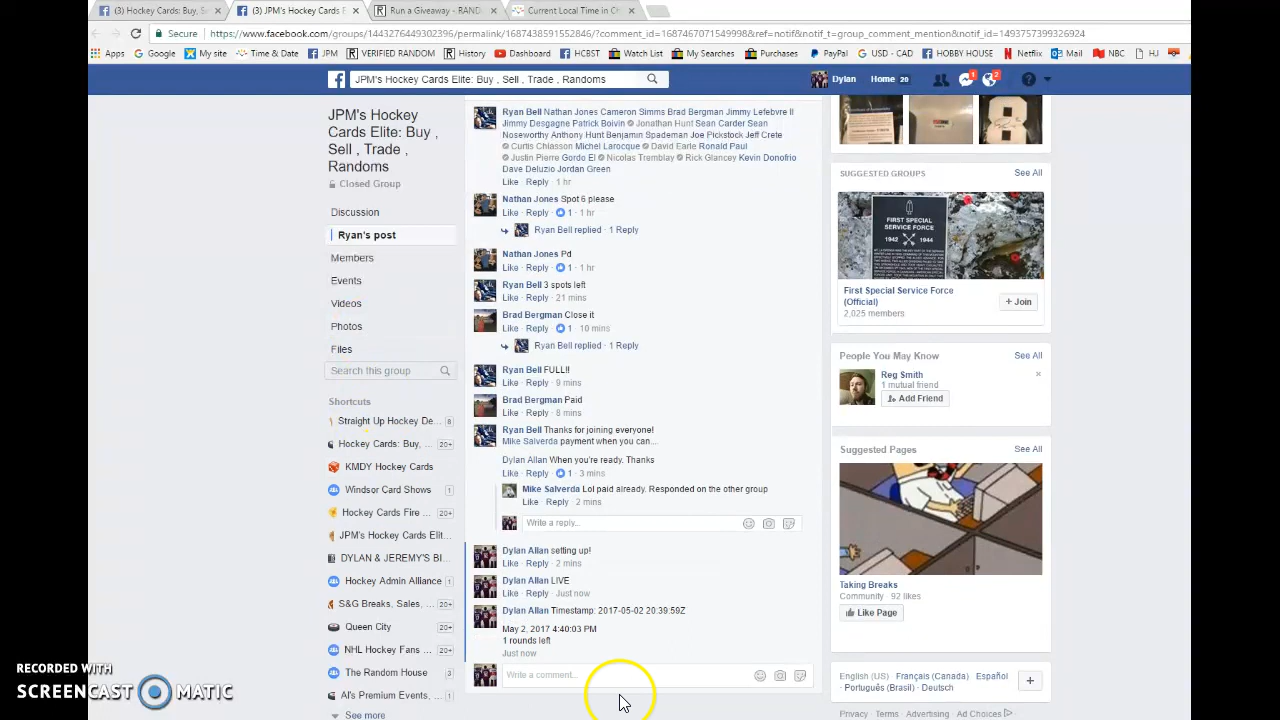 (3) Hockey Cards: Buy, S
(3) JPM's Hockey Cards E
Run a Giveaway - RAND
Current Local Time in C
Secure
https://www.facebook.com/groups/1443276449302396/permalink/1687438591552846/?comment_id=1687467071549998&ref=notif&notif_t=group_comment_mention&notif_id=1493757399326924
Apps Google My site Time & Date JPM VERIFIED RANDOM History Dashboard HCBST Watch List My Searches Purchases PayPal USD - CAD HOBBY HOUSE Netflix Mail NBC HJ
JPM's Hockey Cards Elite: Buy , Sell , Trade , Randoms
Dylan Home 20 1 2
JPM's Hockey
Cards Elite: Buy ,
Sell , Trade ,
Randoms
Closed Group
Discussion
Ryan's post
Members
Events
Videos
Photos
Files
Search this group
Shortcuts
Straight Up Hockey De... 8
Hockey Cards: Buy,... 20+
KMDY Hockey Cards
Windsor Card Shows 1
Hockey Cards Fire ...
JPM's Hockey Cards Elit...
DYLAN & JEREMY'S BI...
Hockey Admin Alliance 1
S&G Breaks, Sales, ... 20+
Queen City 20+
NHL Hockey Fans ... 20+
The Random House 2
Al's Premium Events, ...
See more
Ryan Bell Nathan Jones Cameron Simms Brad Bergman Jimmy Lefebvre II
Jimmy Desgagne Patrick Boivin Jonathan Hunt Sean Carder Sean
Noseworthy Anthony Hunt Benjamin Spademan Joe Pickstock Jeff Crete
Curtis Chiasson Michel Larocque David Earle Ronald Paul
Justin Pierre Gordo El Nicolas Tremblay Rick Glancey Kevin Donofrio
Dave Deluzio Jordan Green
Like · Reply · 1 hr
Nathan Jones Spot 6 please
Like · Reply · 1 · 1 hr
Ryan Bell replied · 1 Reply
Nathan Jones Pd
Like · Reply · 1 · 1 hr
Ryan Bell 3 spots left
Like · Reply · 21 mins
Brad Bergman Close it
Like · Reply · 1 · 10 mins
Ryan Bell replied · 1 Reply
Ryan Bell FULL!!
Like · Reply · 9 mins
Brad Bergman Paid
Like · Reply · 8 mins
Ryan Bell Thanks for joining everyone!
Mike Salverda payment when you can...
Dylan Allan When you're ready. Thanks
Like · Reply · 1 · 3 mins
Mike Salverda Lol paid already. Responded on the other group
Like · Reply · 2 mins
Write a reply...
Dylan Allan setting up!
Like · Reply · 2 mins
Dylan Allan LIVE
Like · Reply · Just now
Dylan Allan Timestamp: 2017-05-02 20:39:59Z
May 2, 2017 4:40:03 PM
1 rounds left
Just now
Write a comment...
SUGGESTED GROUPS See All
FIRST SPECIAL
SERVICE FORCE
1942 1944
First Special Service Force
(Official)
2,025 members
+ Join
People You May Know See All
Reg Smith
1 mutual friend
Add Friend
Suggested Pages See All
Taking Breaks
Community · 92 likes
Like Page
English (US) · Français (Canada) · Español
· Português (Brasil) · Deutsch
Privacy · Terms · Advertising · Ad Choices
RECORDED WITH
SCREENCAST MATIC